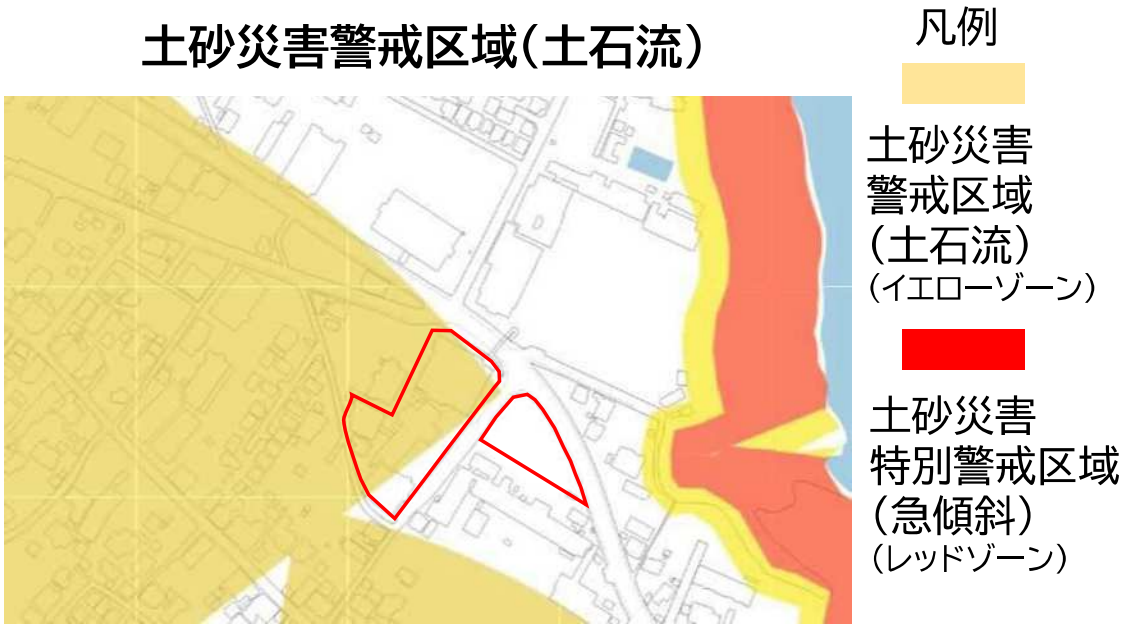 土砂災害警戒区域（土石流）
凡例
土砂災害
警戒区域
（土石流）
（イエローゾーン）
土砂災害
特別警戒区域
（急傾斜）
（レッドゾーン）